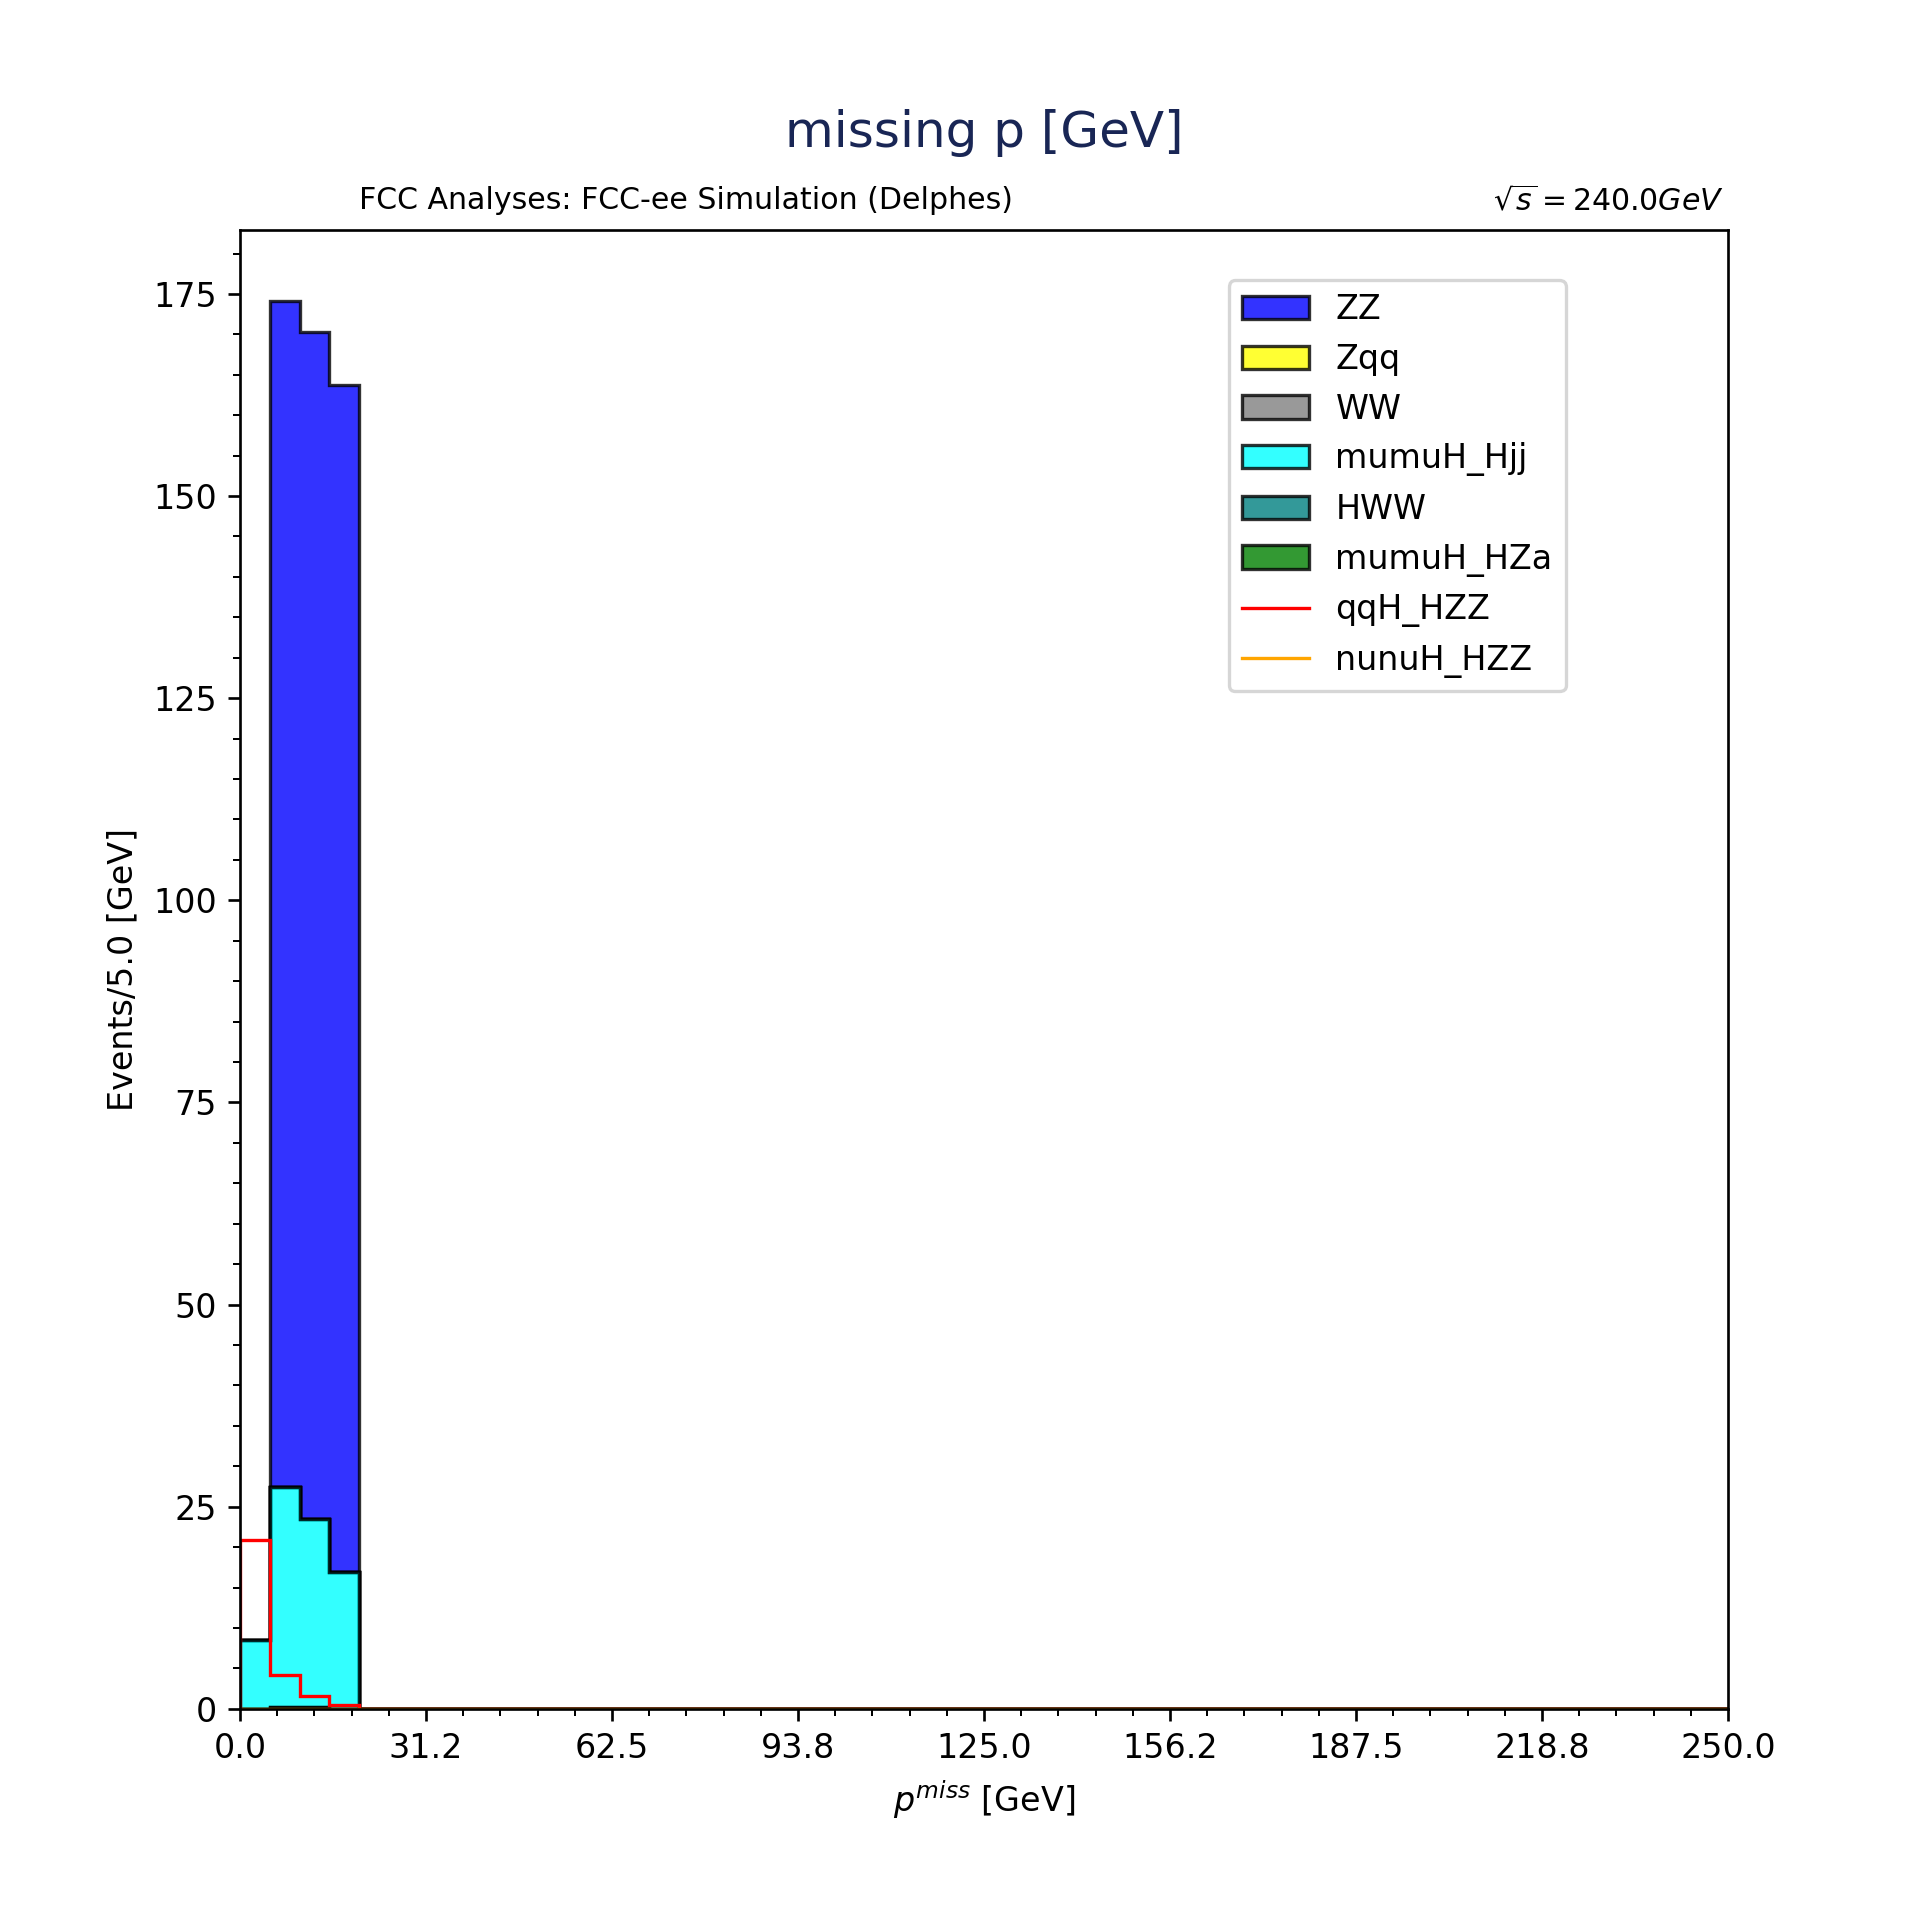 missing p [GeV]
FCC Analyses: FCC-ee Simulation (Delphes)
√s = 240.0GeV
175
150
125
100
75
50
25
0
Events/5.0 [GeV]
ZZ
Zqq
WW
mumuH_Hjj
HWW
mumuH_HZa
qqH_HZZ
nunuH_HZZ
0.0 31.2 62.5 93.8 125.0 156.2 187.5 218.8 250.0
p^miss [GeV]